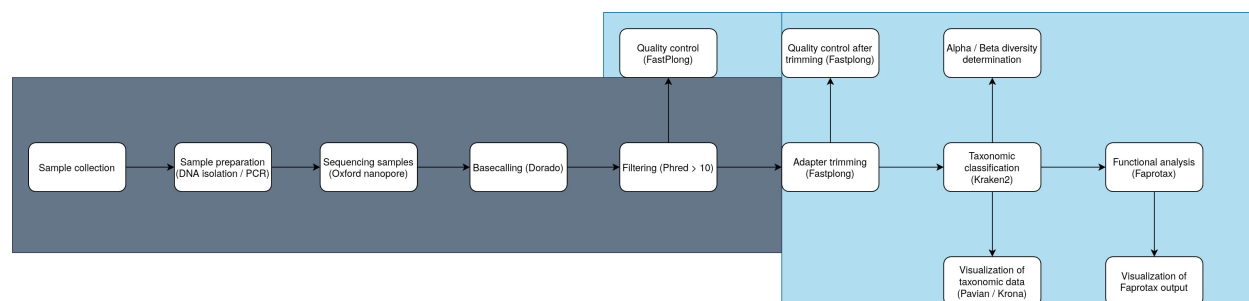 Quality control
(FastPlong)
Quality control after
trimming (Fastplong)
Alpha / Beta diversity
determination
Sample collection
Sample preparation
(DNA isolation / PCR)
Sequencing samples
(Oxford nanopore)
Basecalling (Dorado)
Filtering (Phred > 10)
Adapter trimming
(Fastplong)
Taxonomic
classification
(Kraken2)
Functional analysis
(Faprotax)
Visualization of
taxonomic data
(Pavian / Krona)
Visualization of
Faprotax output